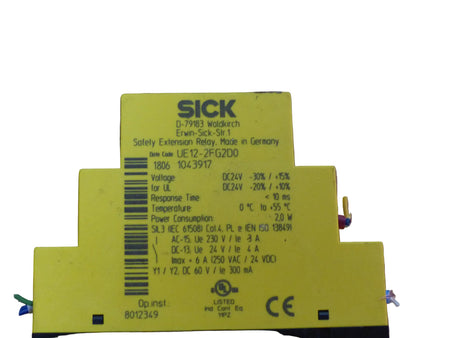 SICK
D-79183 Waldkirch
Erwin-Sick-Str.1
Safety Extension Relay, Made in Germany
Date Code UE12-2FG2D0
1806 1043917
Voltage DC24V -30% / +15%
for UL DC24V -20% / +10%
Response Time < 10 ms
Temperature 0 °C to +55 °C
Power Consumption 2,0 W
SIL3 (IEC 61508) Cat.4, PL e (EN ISO 13849)
AC-15, Ue 230 V / Ie 3 A
DC-13, Ue 24 V / Ie 4 A
Imax = 6 A (250 VAC / 24 VDC)
Y1 / Y2, DC 60 V / Ie 300 mA
Op.inst.:
8012349
c UL us
LISTED
Ind. Cont. Eq.
11PZ
CE